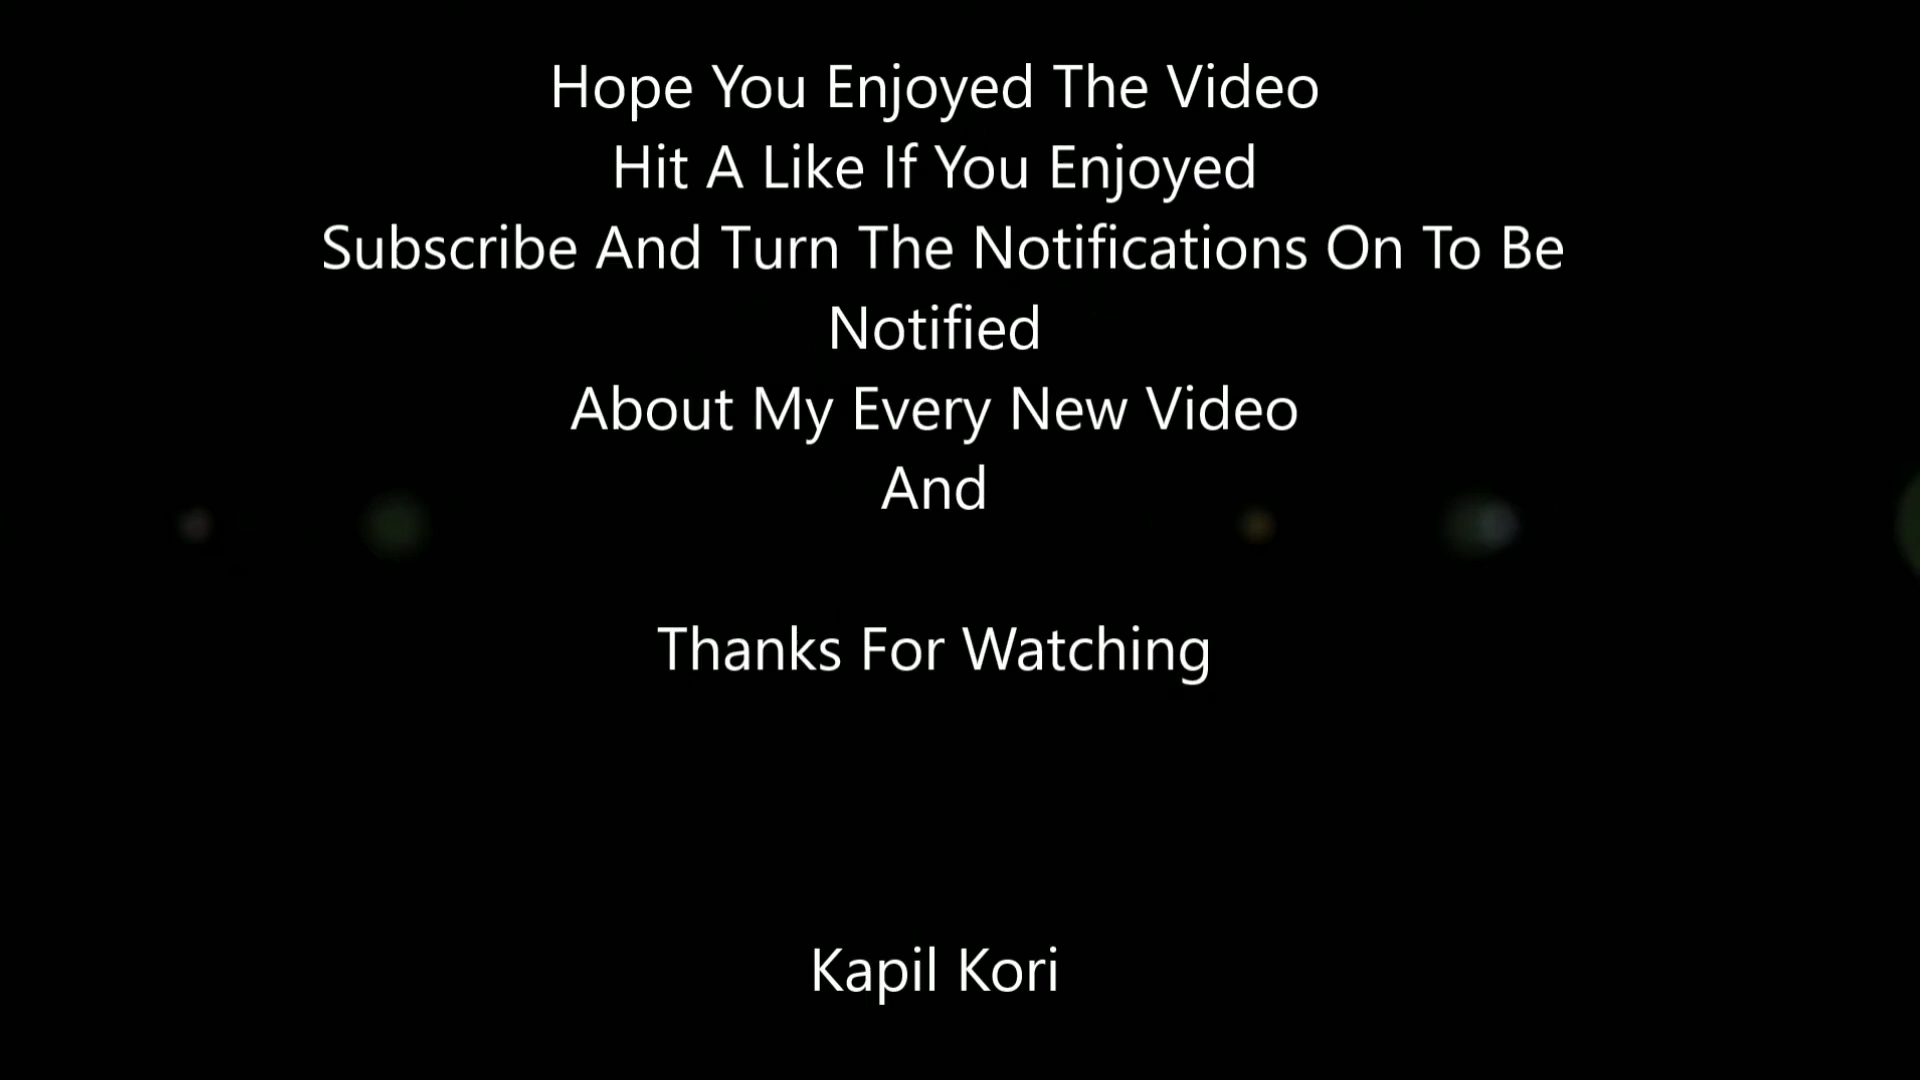 Hope You Enjoyed The Video
Hit A Like If You Enjoyed
Subscribe And Turn The Notifications On To Be
Notified
About My Every New Video
And
Thanks For Watching
Kapil Kori